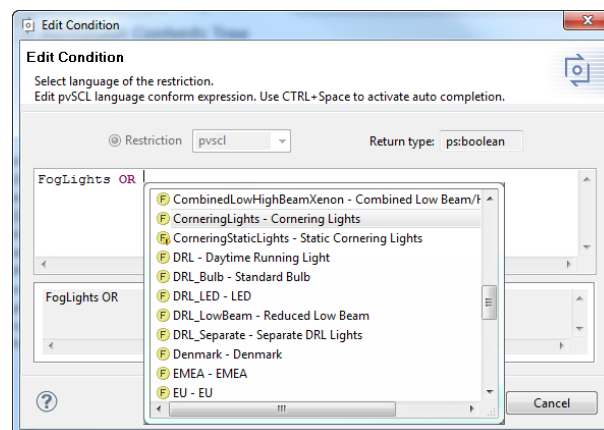 Edit Condition
Edit Condition
Select language of the restriction.
Edit pvSCL language conform expression. Use CTRL+Space to activate auto completion.
Restriction pvscl Return type: ps:boolean
FogLights OR
CombinedLowHighBeamXenon - Combined Low Beam/
CorneringLights - Cornering Lights
CorneringStaticLights - Static Cornering Lights
DRL - Daytime Running Light
DRL_Bulb - Standard Bulb
DRL_LED - LED
DRL_LowBeam - Reduced Low Beam
DRL_Separate - Separate DRL Lights
Denmark - Denmark
EMEA - EMEA
EU - EU
FogLights OR
Cancel